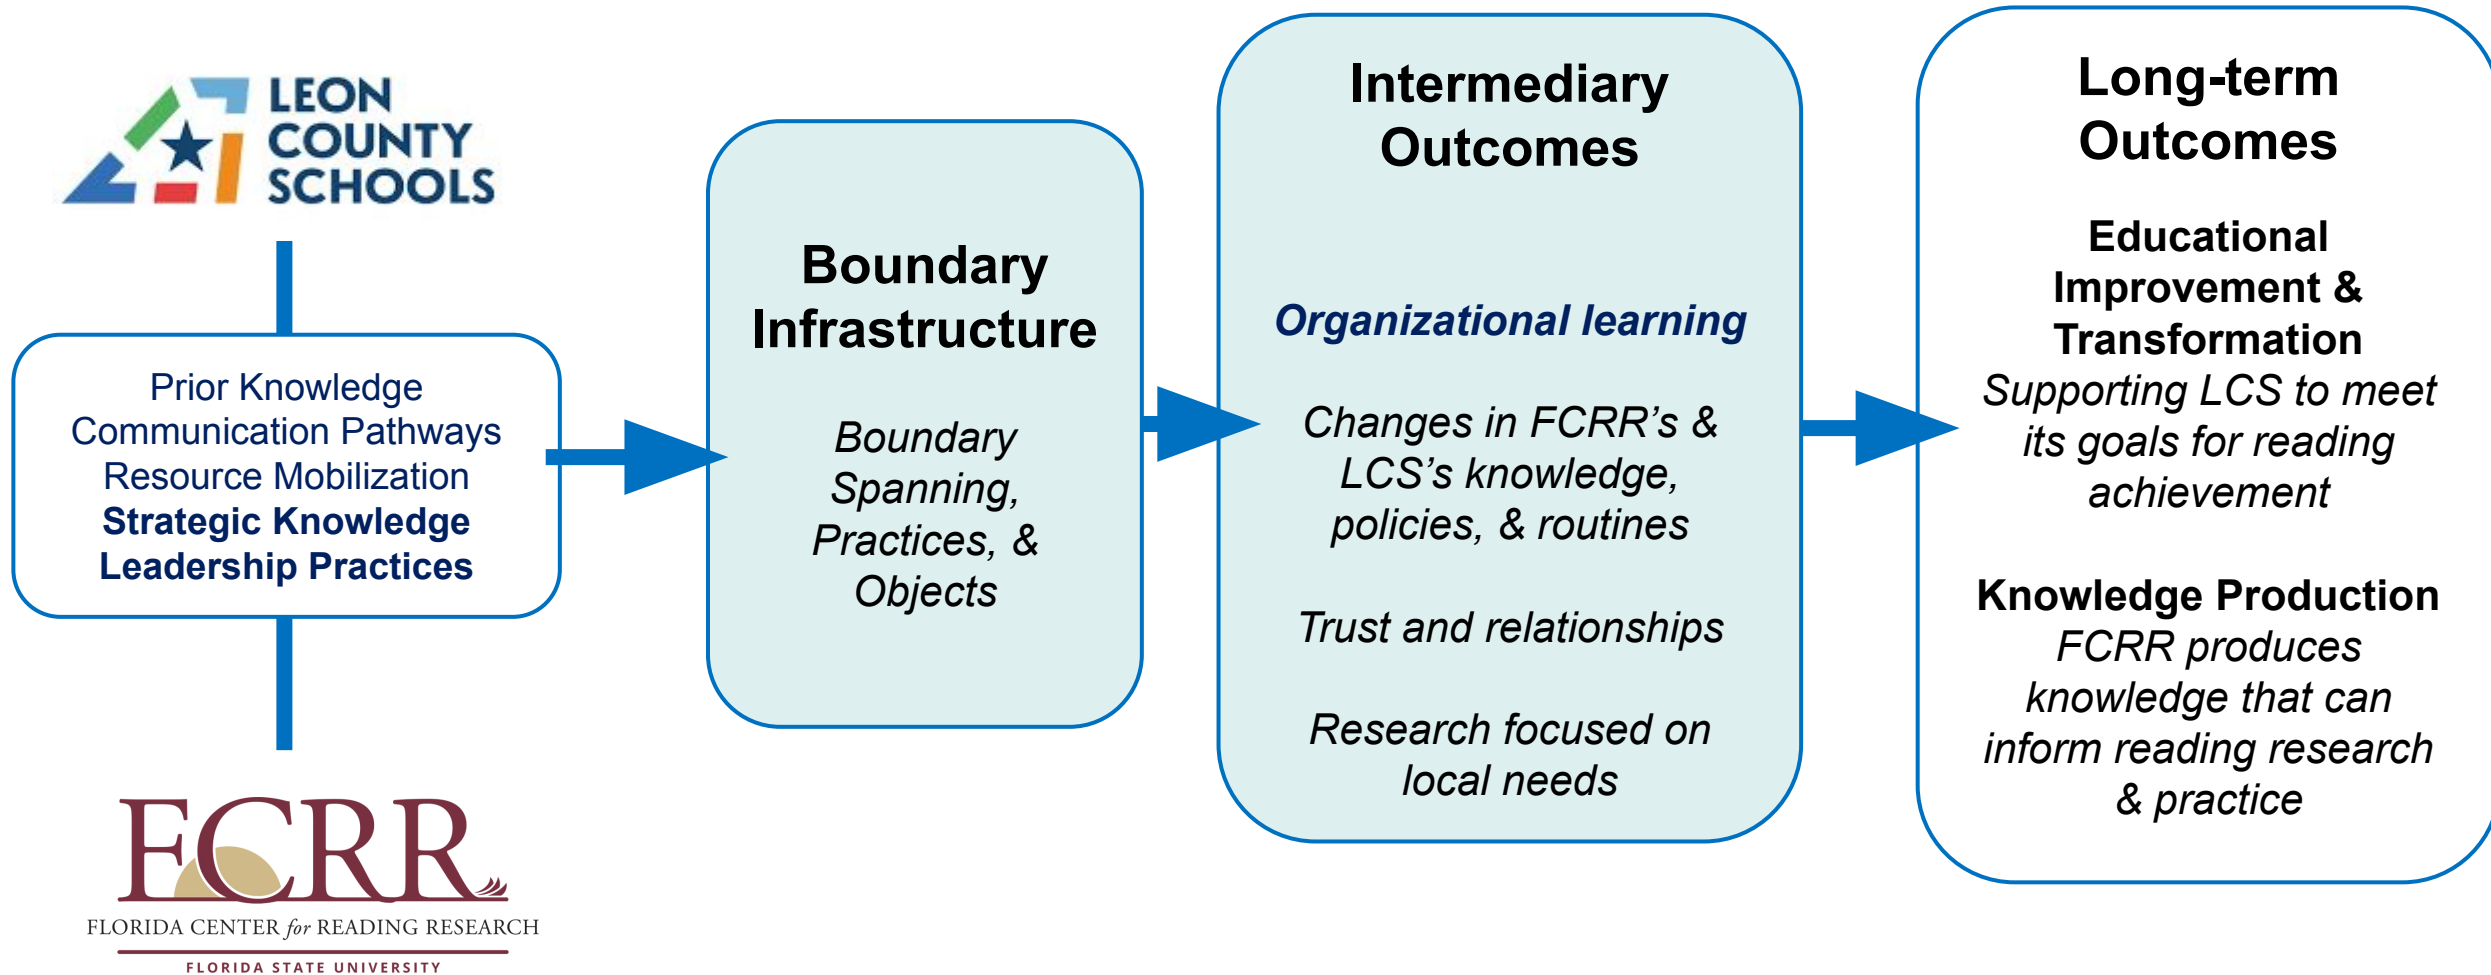 LEON
COUNTY
SCHOOLS
Prior Knowledge
Communication Pathways
Resource Mobilization
Strategic Knowledge
Leadership Practices
FCRR
FLORIDA CENTER for READING RESEARCH
FLORIDA STATE UNIVERSITY
Boundary
Infrastructure
Boundary
Spanning,
Practices, &
Objects
Intermediary
Outcomes
Organizational learning
Changes in FCRR's &
LCS's knowledge,
policies, & routines
Trust and relationships
Research focused on
local needs
Long-term
Outcomes
Educational
Improvement &
Transformation
Supporting LCS to meet
its goals for reading
achievement
Knowledge Production
FCRR produces
knowledge that can
inform reading research
& practice